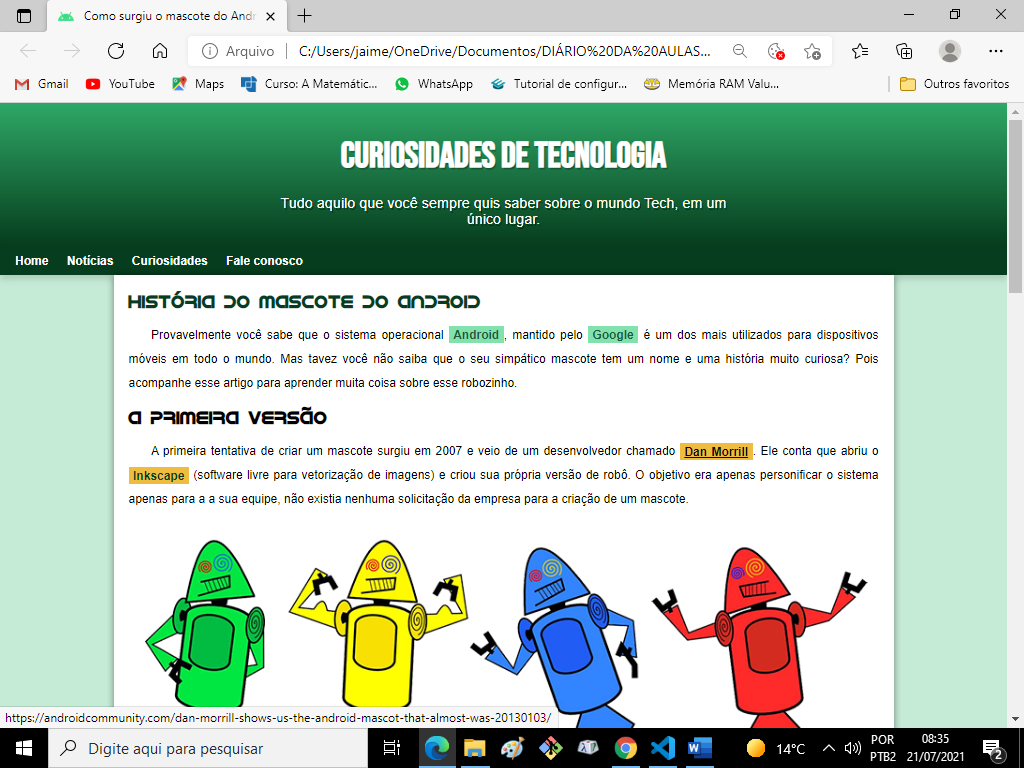 Como surgiu o mascote do Andr
Arquivo
C:/Users/jaime/OneDrive/Documentos/DIÁRIO%20DA%20AULAS...
Gmail
YouTube
Maps
Curso: A Matemátic...
WhatsApp
Tutorial de configur...
Memória RAM Valu...
Outros favoritos
CURIOSIDADES DE TECNOLOGIA
Tudo aquilo que você sempre quis saber sobre o mundo Tech, em um
único lugar.
Home Notícias Curiosidades Fale conosco
HISTÓRIA DO MASCOTE DO ANDROID
Provavelmente você sabe que o sistema operacional Android, mantido pelo Google é um dos mais utilizados para dispositivos
móveis em todo o mundo. Mas tavez você não saiba que o seu simpático mascote tem um nome e uma história muito curiosa? Pois
acompanhe esse artigo para aprender muita coisa sobre esse robozinho.
A PRIMEIRA VERSÃO
A primeira tentativa de criar um mascote surgiu em 2007 e veio de um desenvolvedor chamado Dan Morrill. Ele conta que abriu o
Inkscape (software livre para vetorização de imagens) e criou sua própria versão de robô. O objetivo era apenas personificar o sistema
apenas para a a sua equipe, não existia nenhuma solicitação da empresa para a criação de um mascote.
https://androidcommunity.com/dan-morrill-shows-us-the-android-mascot-that-almost-was-20130103/
Digite aqui para pesquisar
14°C
POR
PTB2
08:35
21/07/2021
2